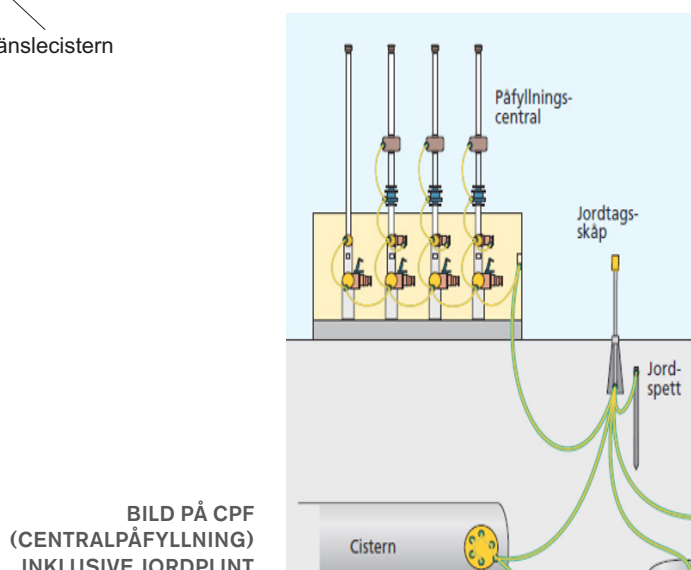 änslecistern
Påfyllnings-
central
Jordtags-
skåp
Jord-
spett
BILD PÅ CPF
(CENTRALPÅFYLLNING)
INKLUSIVE JORDPLINT
Cistern